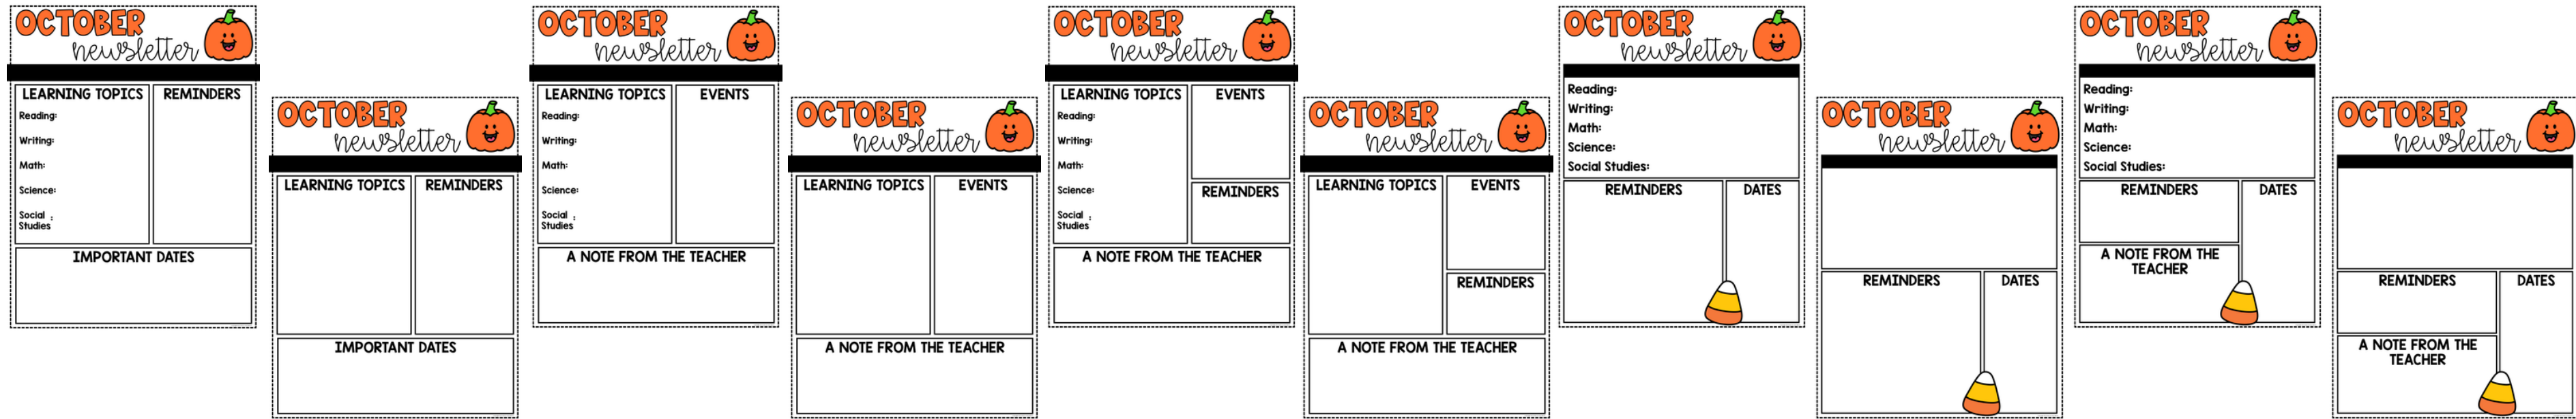 OCTOBER
newsletter
LEARNING TOPICS
Reading:
Writing:
Math:
Science:
Social :
Studies
REMINDERS
IMPORTANT DATES
OCTOBER
newsletter
LEARNING TOPICS
REMINDERS
IMPORTANT DATES
OCTOBER
newsletter
LEARNING TOPICS
Reading:
Writing:
Math:
Science:
Social :
Studies
EVENTS
A NOTE FROM THE TEACHER
OCTOBER
newsletter
LEARNING TOPICS
EVENTS
A NOTE FROM THE TEACHER
OCTOBER
newsletter
LEARNING TOPICS
Reading:
Writing:
Math:
Science:
Social :
Studies
EVENTS
REMINDERS
A NOTE FROM THE TEACHER
OCTOBER
newsletter
LEARNING TOPICS
EVENTS
REMINDERS
A NOTE FROM THE TEACHER
OCTOBER
newsletter
Reading:
Writing:
Math:
Science:
Social Studies:
REMINDERS
DATES
OCTOBER
newsletter
REMINDERS
DATES
OCTOBER
newsletter
Reading:
Writing:
Math:
Science:
Social Studies:
REMINDERS
DATES
A NOTE FROM THE
TEACHER
OCTOBER
newsletter
REMINDERS
DATES
A NOTE FROM THE
TEACHER